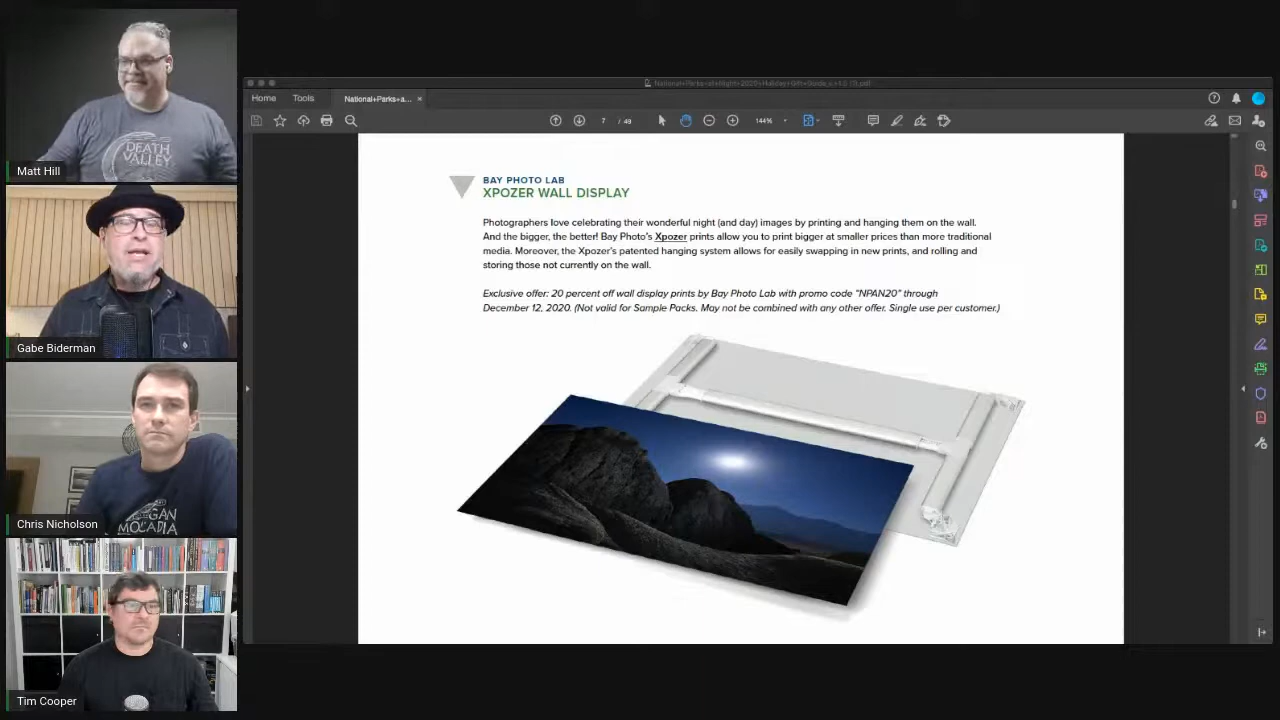 Matt Hill
DEATH
VALLEY
Gabe Biderman
Chris Nicholson
Tim Cooper
Home
Tools
National+Parks+a...
7
/ 49
144%
BAY PHOTO LAB
XPOZER WALL DISPLAY
Photographers love celebrating their wonderful night (and day) images by printing and hanging them on the wall.
And the bigger, the better! Bay Photo’s Xpozer prints allow you to print bigger at smaller prices than more traditional
media. Moreover, the Xpozer’s patented hanging system allows for easily swapping in new prints, and rolling and
storing those not currently on the wall.
Exclusive offer: 20 percent off wall display prints by Bay Photo Lab with promo code “NPAN20” through
December 12, 2020. (Not valid for Sample Packs. May not be combined with any other offer. Single use per customer.)